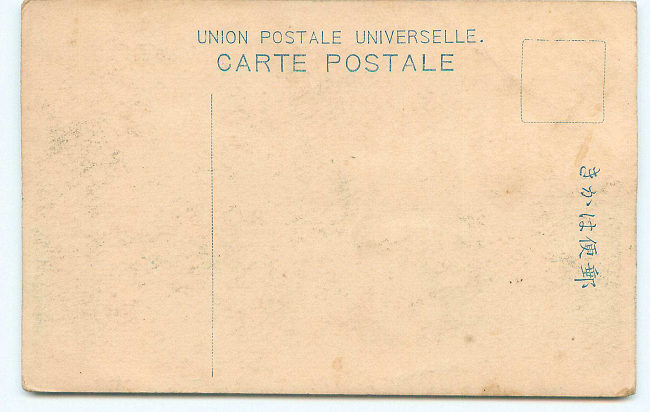 UNION POSTALE UNIVERSELLE.
CARTE POSTALE
郵便はかき